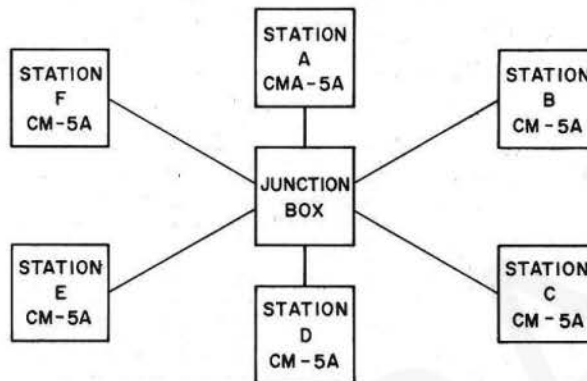 STATION
A
CMA-5A
STATION
F
CM-5A
STATION
B
CM-5A
JUNCTION
BOX
STATION
E
CM-5A
STATION
D
CM-5A
STATION
C
CM-5A